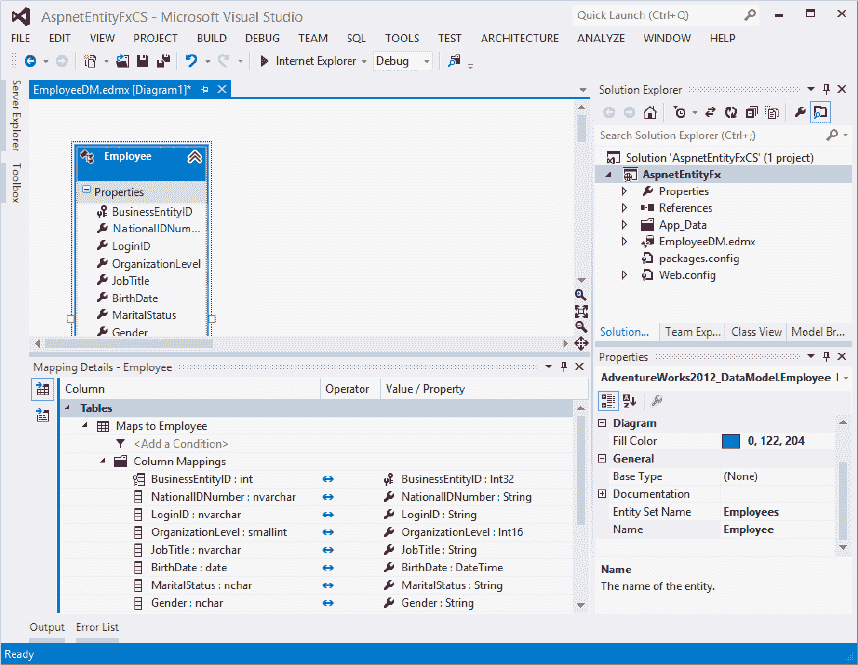 AspnetEntityFxCS - Microsoft Visual Studio
Quick Launch (Ctrl+Q)
FILE EDIT VIEW PROJECT BUILD DEBUG TEAM SQL TOOLS TEST ARCHITECTURE ANALYZE WINDOW HELP
Internet Explorer Debug
Server Explorer
Toolbox
EmployeeDM.edmx [Diagram1]*
Employee
Properties
BusinessEntityID
NationalIDNum...
LoginID
OrganizationLevel
JobTitle
BirthDate
MaritalStatus
Gender
Mapping Details - Employee
Column Operator Value / Property
Tables
Maps to Employee
<Add a Condition>
Column Mappings
BusinessEntityID : int BusinessEntityID : Int32
NationalIDNumber : nvarchar NationalIDNumber : String
LoginID : nvarchar LoginID : String
OrganizationLevel : smallint OrganizationLevel : Int16
JobTitle : nvarchar JobTitle : String
BirthDate : date BirthDate : DateTime
MaritalStatus : nchar MaritalStatus : String
Gender : nchar Gender : String
Output Error List
Ready
Solution Explorer
Search Solution Explorer (Ctrl+;)
Solution 'AspnetEntityFxCS' (1 project)
AspnetEntityFx
Properties
References
App_Data
EmployeeDM.edmx
packages.config
Web.config
Solution... Team Exp... Class View Model Br...
Properties
AdventureWorks2012_DataModel.Employee
Diagram
Fill Color 0, 122, 204
General
Base Type (None)
Documentation
Entity Set Name Employees
Name Employee
Name
The name of the entity.